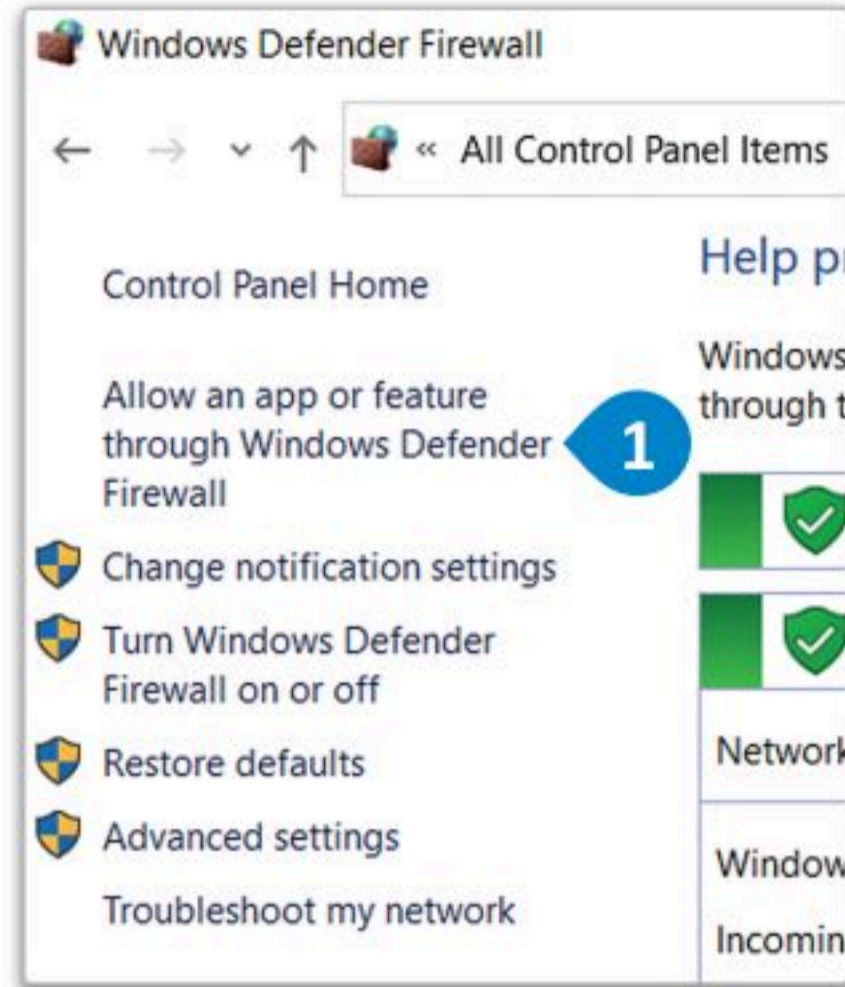 Windows Defender Firewall
« All Control Panel Items
Control Panel Home
Allow an app or feature
through Windows Defender
Firewall
1
Change notification settings
Turn Windows Defender
Firewall on or off
Restore defaults
Advanced settings
Troubleshoot my network
Help pr
Windows
through t
Network
Window
Incomin